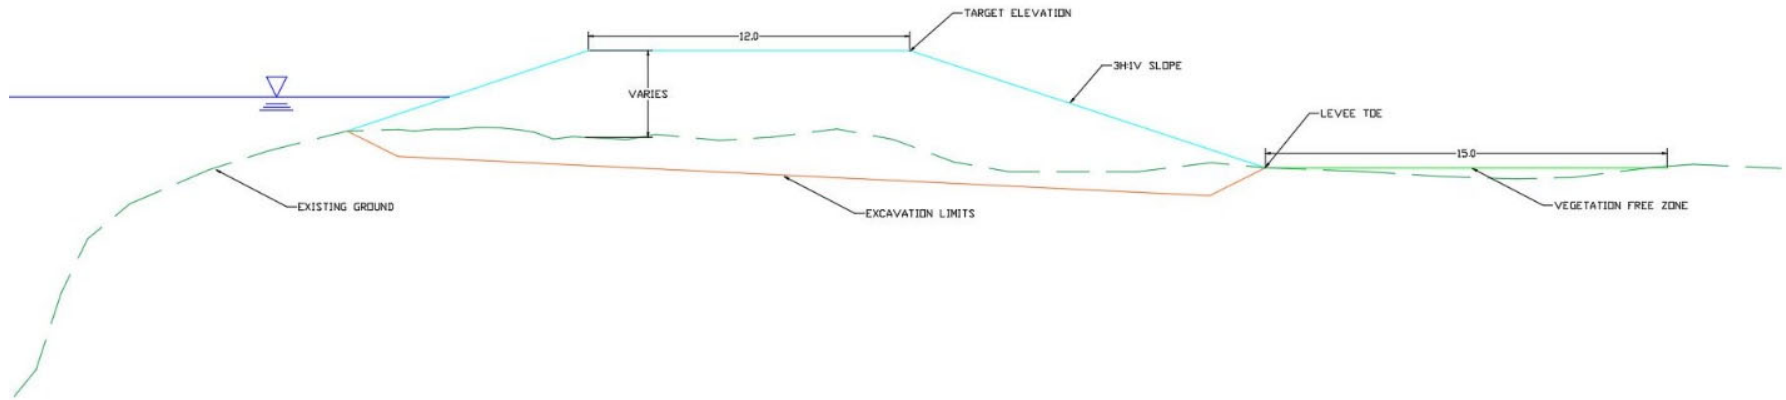 TARGET ELEVATION
12.0
3H:1V SLOPE
VARIES
LEVEE TOE
15.0
EXISTING GROUND
EXCAVATION LIMITS
VEGETATION FREE ZONE